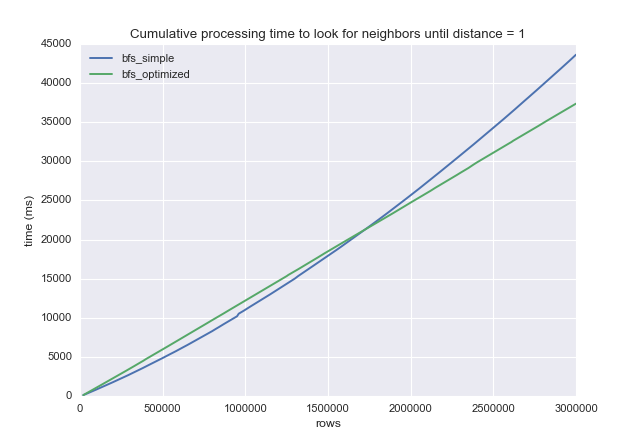 Cumulative processing time to look for neighbors until distance = 1
45000
40000
35000
30000
25000
20000
15000
10000
5000
0
time (ms)
bfs_simple
bfs_optimized
0 500000 1000000 1500000 2000000 2500000 3000000
rows